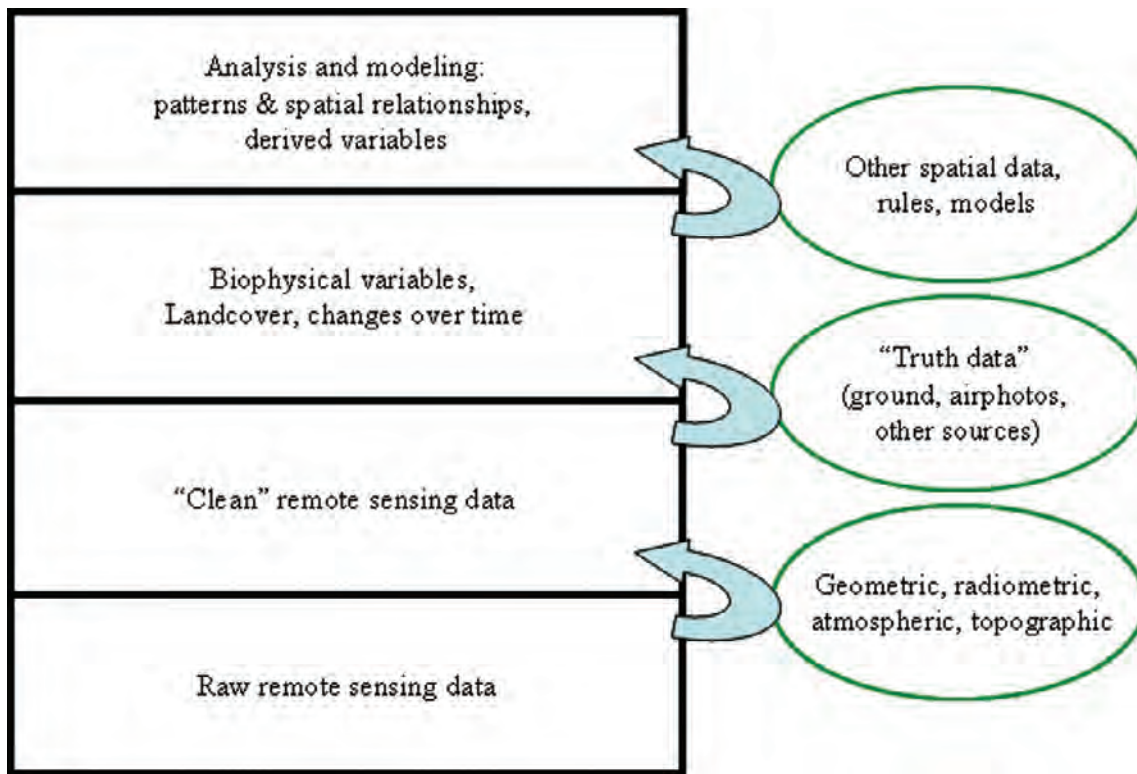 Analysis and modeling:
patterns & spatial relationships,
derived variables
Other spatial data,
rules, models
Biophysical variables,
Landcover, changes over time
“Truth data”
(ground, airphotos,
other sources)
“Clean” remote sensing data
Geometric, radiometric,
atmospheric, topographic
Raw remote sensing data